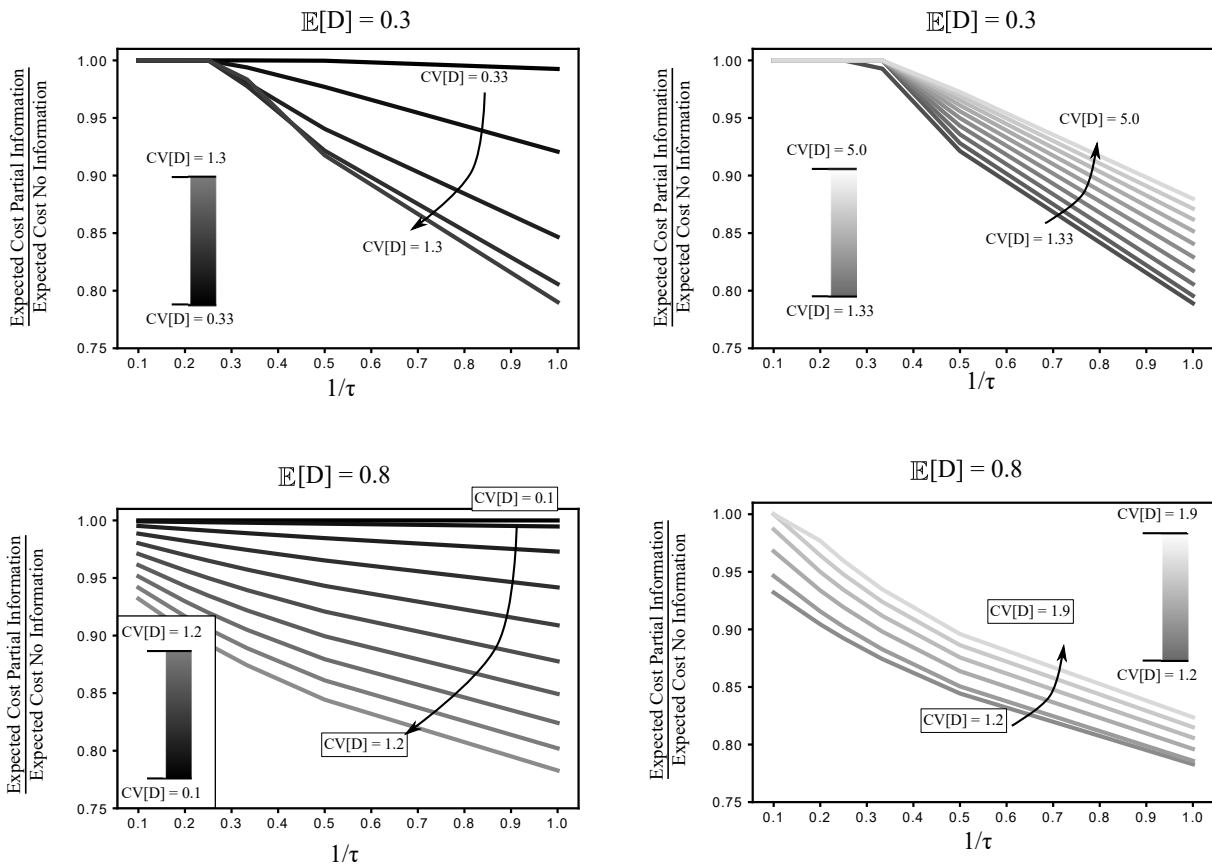 𝔼[D] = 0.3
Expected Cost Partial Information
Expected Cost No Information
1.00
0.95
0.90
0.85
0.80
0.75
CV[D] = 0.33
CV[D] = 1.3
CV[D] = 1.3
CV[D] = 0.33
0.1 0.2 0.3 0.4 0.5 0.6 0.7 0.8 0.9 1.0
1/τ
𝔼[D] = 0.3
Expected Cost Partial Information
Expected Cost No Information
1.00
0.95
0.90
0.85
0.80
0.75
CV[D] = 5.0
CV[D] = 5.0
CV[D] = 1.33
CV[D] = 1.33
0.1 0.2 0.3 0.4 0.5 0.6 0.7 0.8 0.9 1.0
1/τ
𝔼[D] = 0.8
Expected Cost Partial Information
Expected Cost No Information
1.00
0.95
0.90
0.85
0.80
0.75
CV[D] = 0.1
CV[D] = 1.2
CV[D] = 1.2
CV[D] = 0.1
0.1 0.2 0.3 0.4 0.5 0.6 0.7 0.8 0.9 1.0
1/τ
𝔼[D] = 0.8
Expected Cost Partial Information
Expected Cost No Information
1.00
0.95
0.90
0.85
0.80
0.75
CV[D] = 1.9
CV[D] = 1.9
CV[D] = 1.2
CV[D] = 1.2
0.1 0.2 0.3 0.4 0.5 0.6 0.7 0.8 0.9 1.0
1/τ